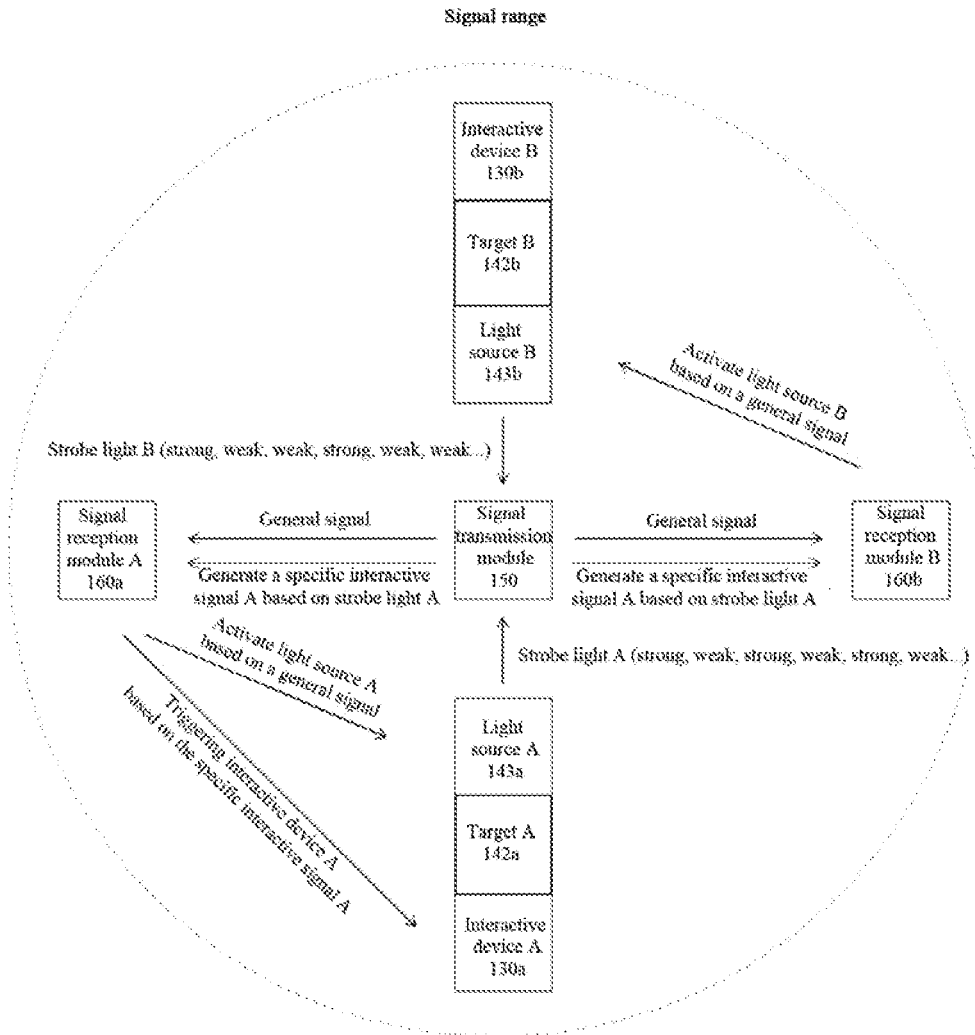 Signal range
Interactive
device B
130b
Target B
142b
Light
source B
143b
Activate light source B
based on a general signal
Strobe light B (strong, weak, weak, strong, weak, weak...)
Signal
reception
module A
160a
General signal
Generate a specific interactive
signal A based on strobe light A
Signal
transmission
module
150
General signal
Generate a specific interactive
signal A based on strobe light A
Signal
reception
module B
160b
Activate light source A
based on a general signal
Strobe light A (strong, weak, strong, weak, strong, weak...)
Triggering interactive device A
based on the specific interactive signal A
Light
source A
143a
Target A
142a
Interactive
device A
130a